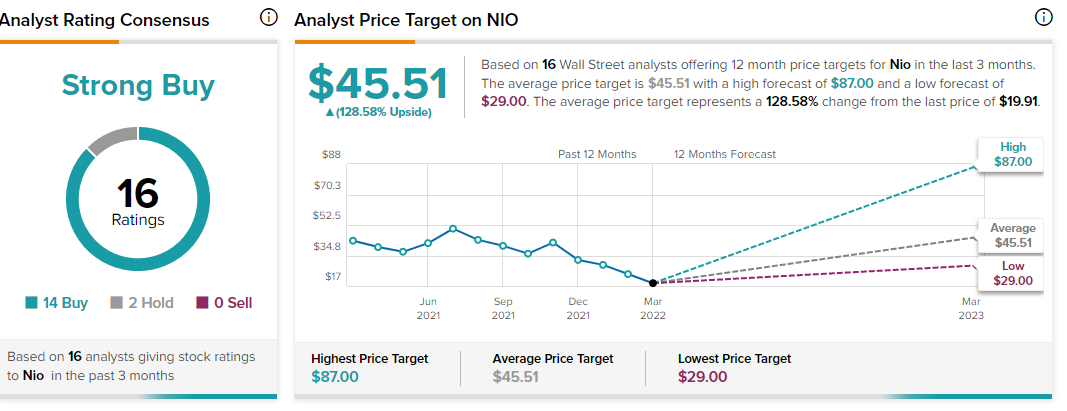 Analyst Rating Consensus
Strong Buy
16
Ratings
14 Buy 2 Hold 0 Sell
Based on 16 analysts giving stock ratings
to Nio in the past 3 months
Analyst Price Target on NIO
$45.51
▲(128.58% Upside)
Based on 16 Wall Street analysts offering 12 month price targets for Nio in the last 3 months.
The average price target is $45.51 with a high forecast of $87.00 and a low forecast of
$29.00. The average price target represents a 128.58% change from the last price of $19.91.
Past 12 Months 12 Months Forecast
$88
$70.3
$52.5
$34.8
$17
High
$87.00
Average
$45.51
Low
$29.00
Jun
2021
Sep
2021
Dec
2021
Mar
2022
Mar
2023
Highest Price Target
$87.00
Average Price Target
$45.51
Lowest Price Target
$29.00